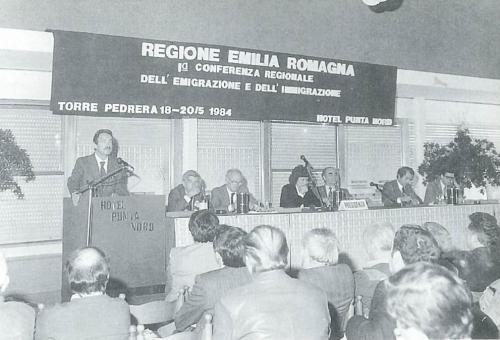 REGIONE EMILIA ROMAGNA
1ª CONFERENZA REGIONALE
DELL' EMIGRAZIONE E DELL' IMMIGRAZIONE
TORRE PEDRERA 18-20/5 1984
HOTEL PUNTA NORD
HOTEL
PUNTA
NORD